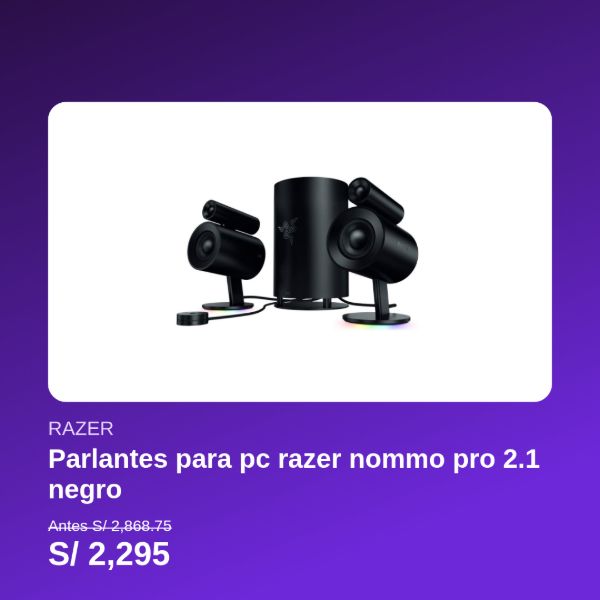 RAZER
Parlantes para pc razer nommo pro 2.1
negro
Antes S/ 2,868.75
S/ 2,295